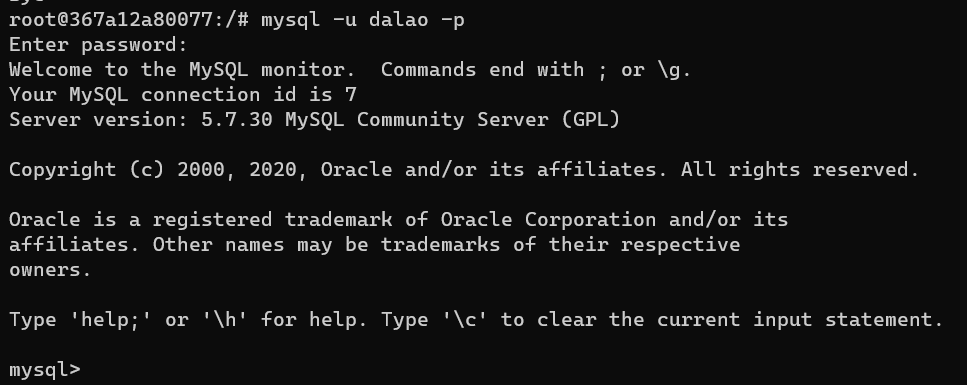 root@367a12a80077:/# mysql -u dalao -p
Enter password:
Welcome to the MySQL monitor.  Commands end with ; or \g.
Your MySQL connection id is 7
Server version: 5.7.30 MySQL Community Server (GPL)
Copyright (c) 2000, 2020, Oracle and/or its affiliates. All rights reserved.
Oracle is a registered trademark of Oracle Corporation and/or its
affiliates. Other names may be trademarks of their respective
owners.
Type 'help;' or '\h' for help. Type '\c' to clear the current input statement.
mysql>